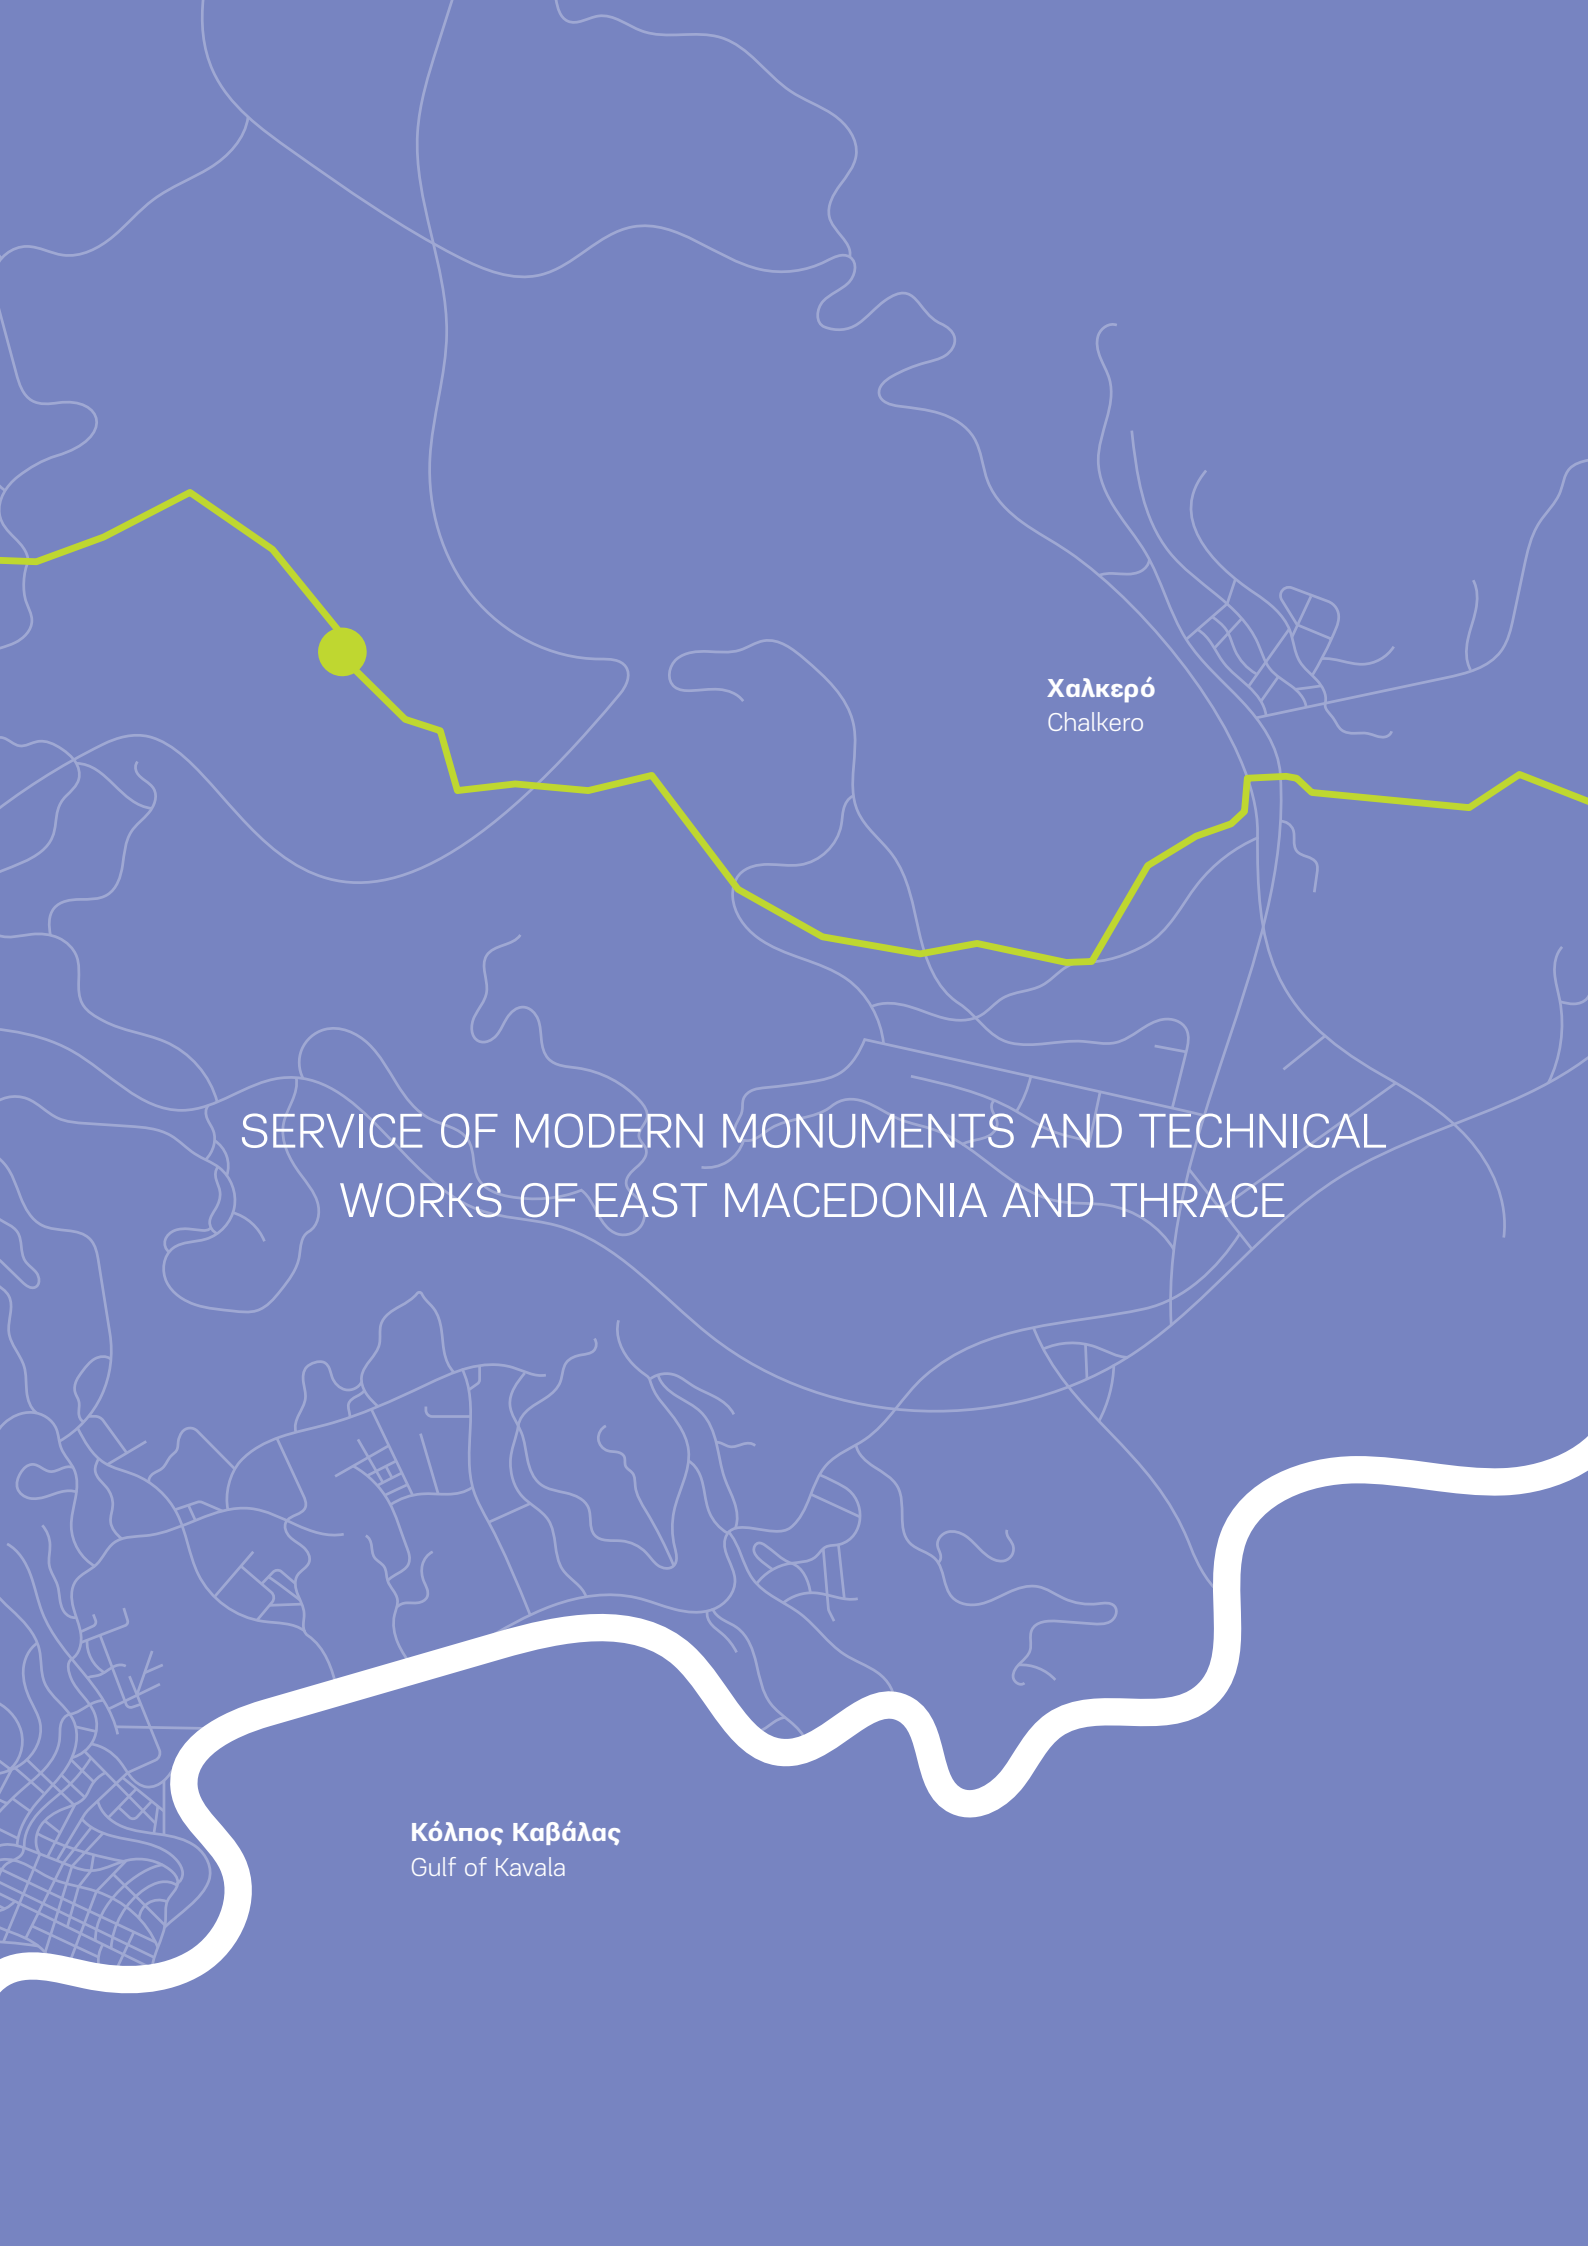 Χαλκερό
Chalkero
SERVICE OF MODERN MONUMENTS AND TECHNICAL
WORKS OF EAST MACEDONIA AND THRACE
Κόλπος Καβάλας
Gulf of Kavala